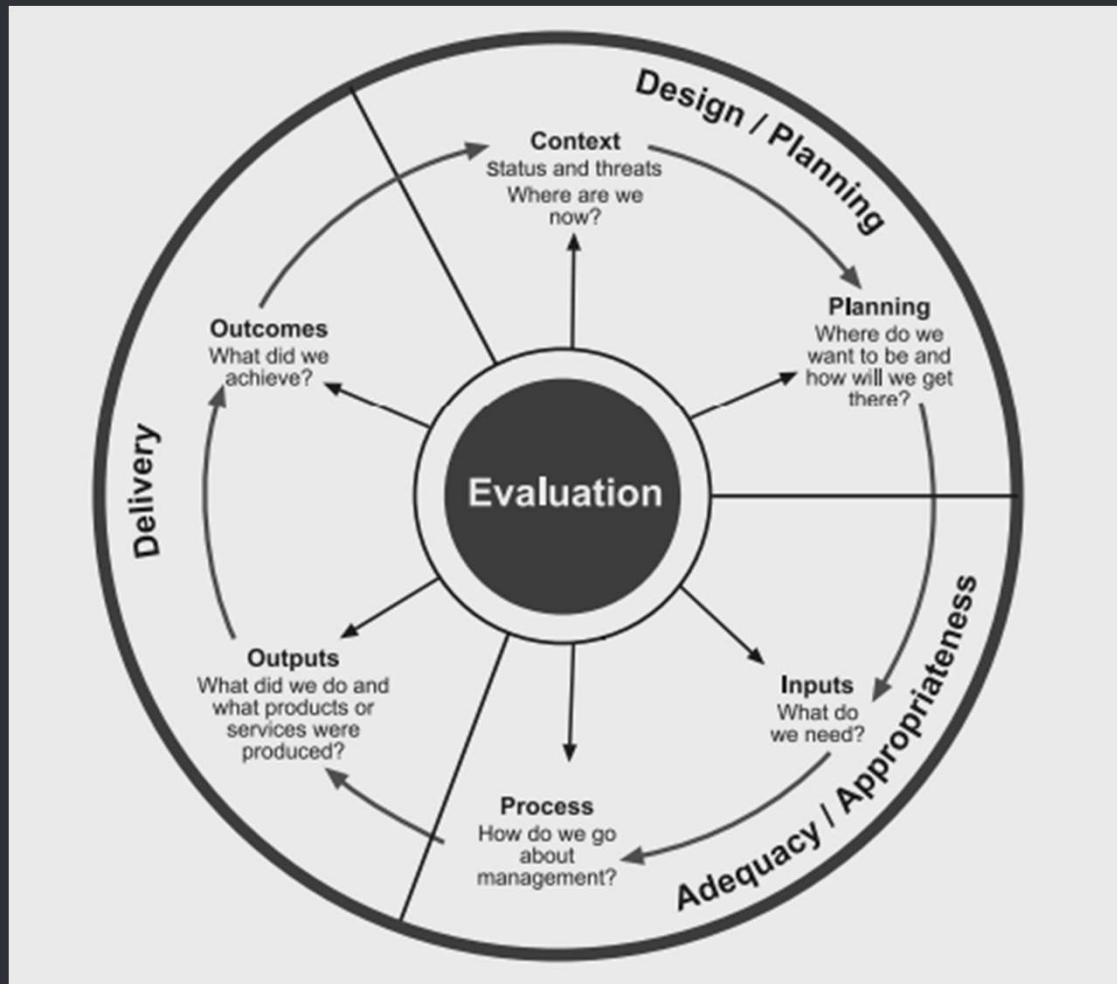 Design / Planning
Context
Status and threats
Where are we
now?
Planning
Where do we
want to be and
how will we get
there?
Outcomes
What did we
achieve?
Delivery
Evaluation
Outputs
What did we do and
what products or
services were
produced?
Inputs
What do
we need?
Process
How do we go
about
management?
Adequacy / Appropriateness